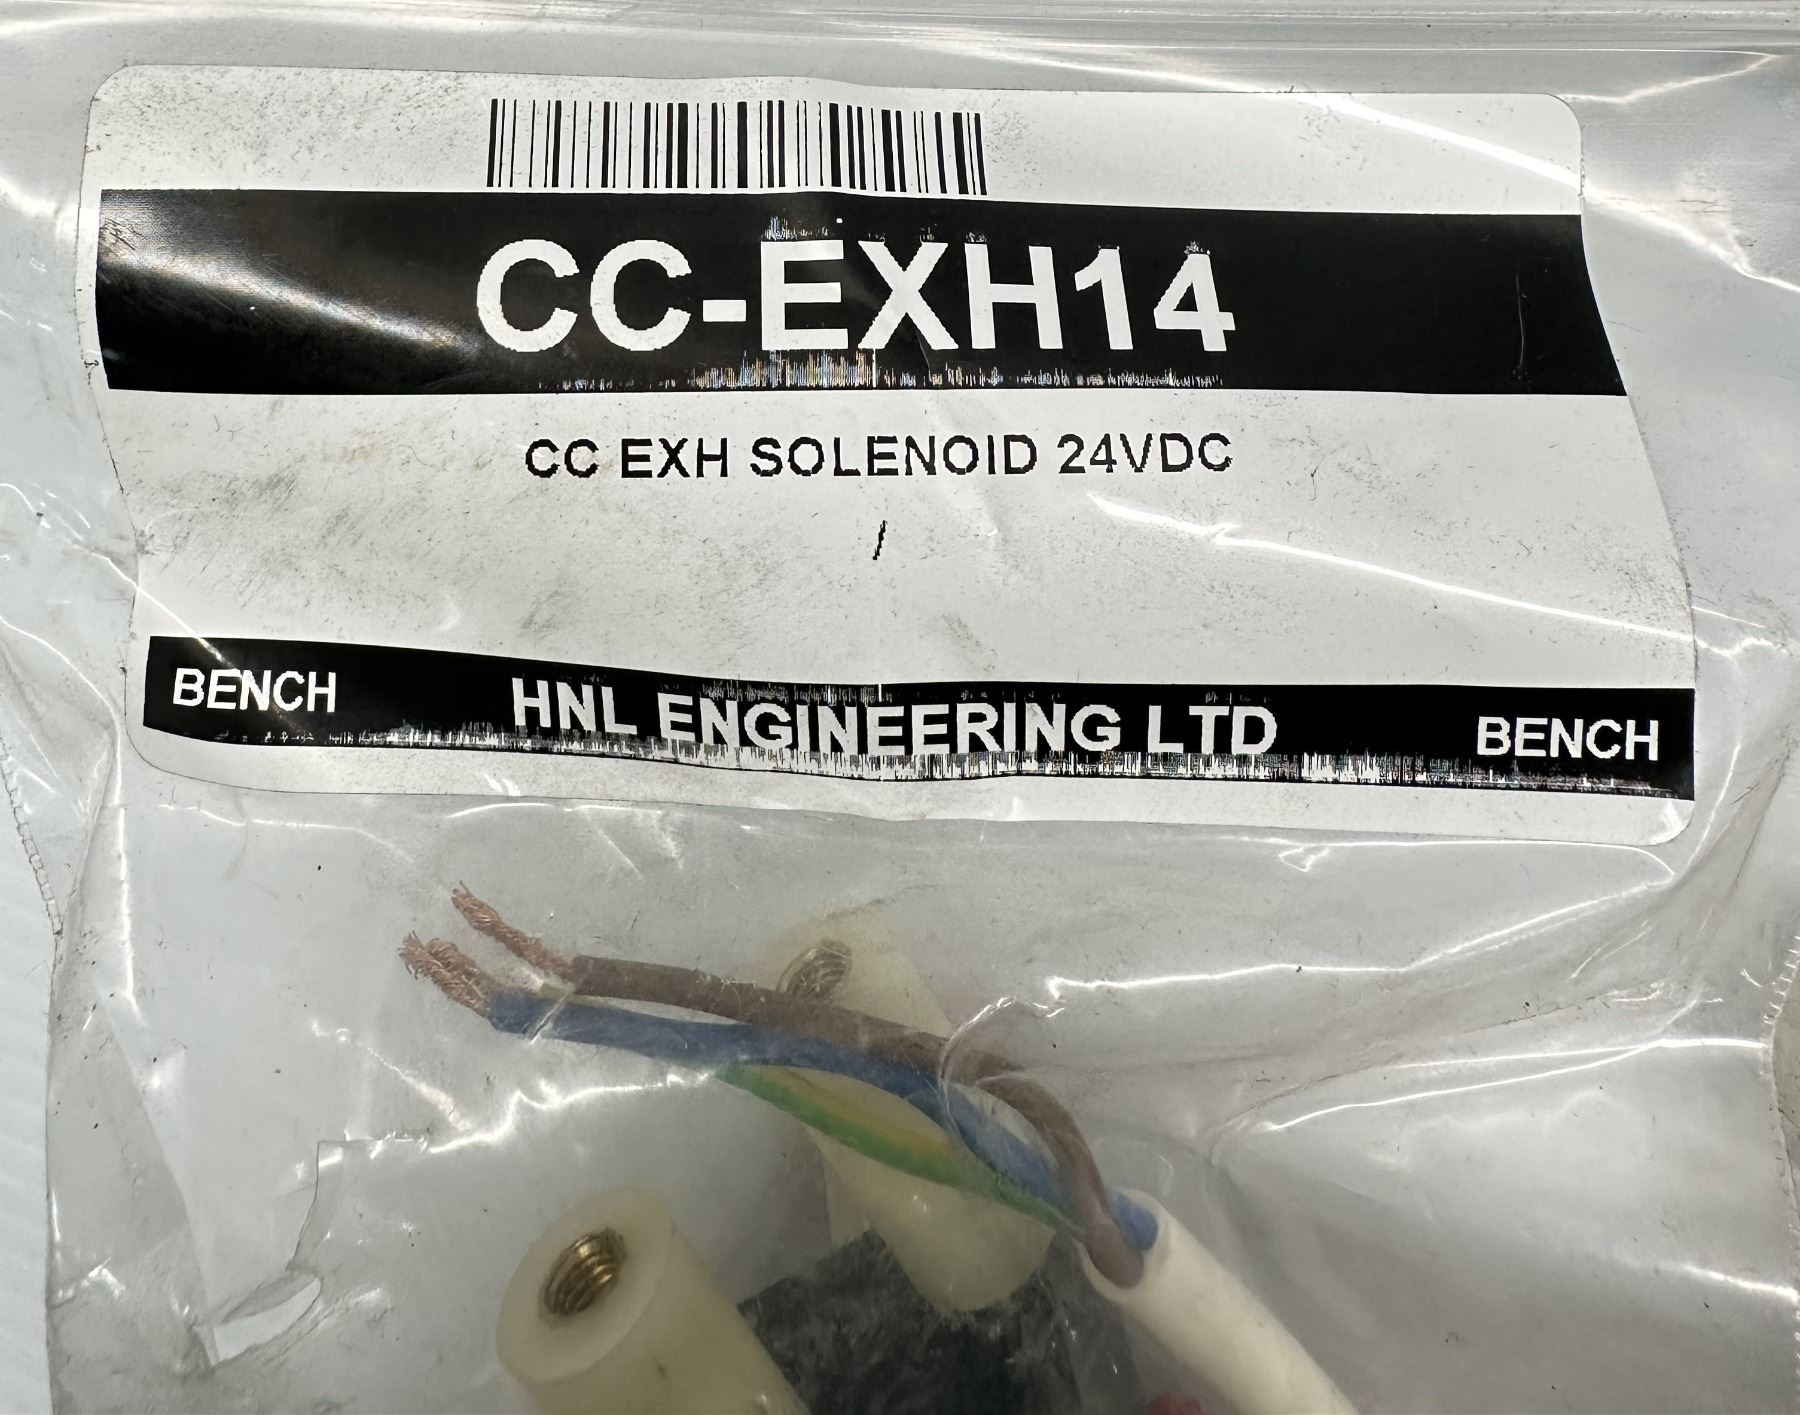 CC-EXH14
CC EXH SOLENOID 24VDC
/
BENCH HNL ENGINEERING LTD BENCH